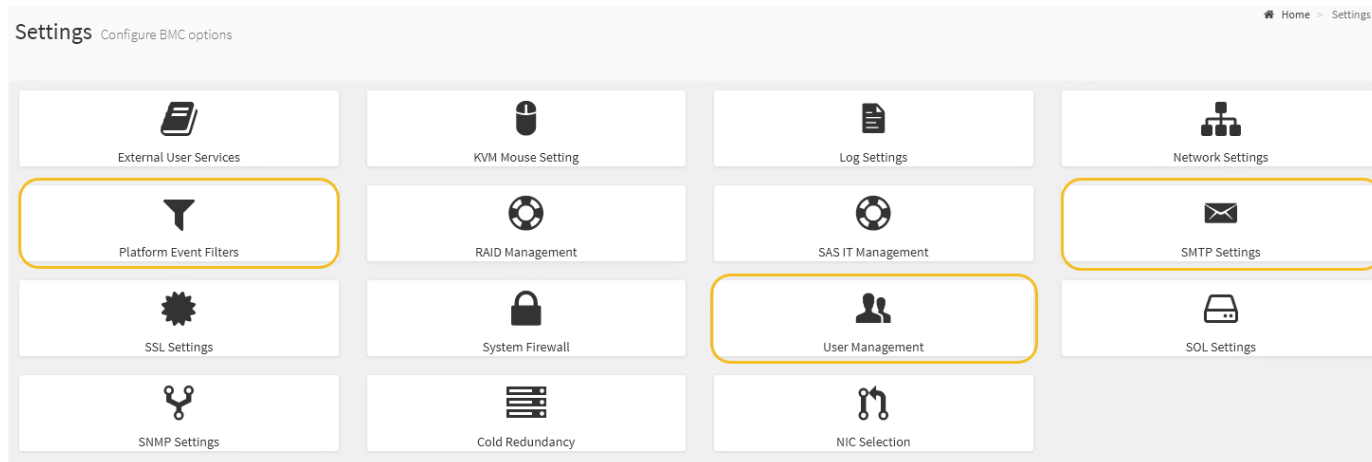 Home > Settings
Settings Configure BMC options
External User Services
KVM Mouse Setting
Log Settings
Network Settings
Platform Event Filters
RAID Management
SAS IT Management
SMTP Settings
SSL Settings
System Firewall
User Management
SOL Settings
SNMP Settings
Cold Redundancy
NIC Selection